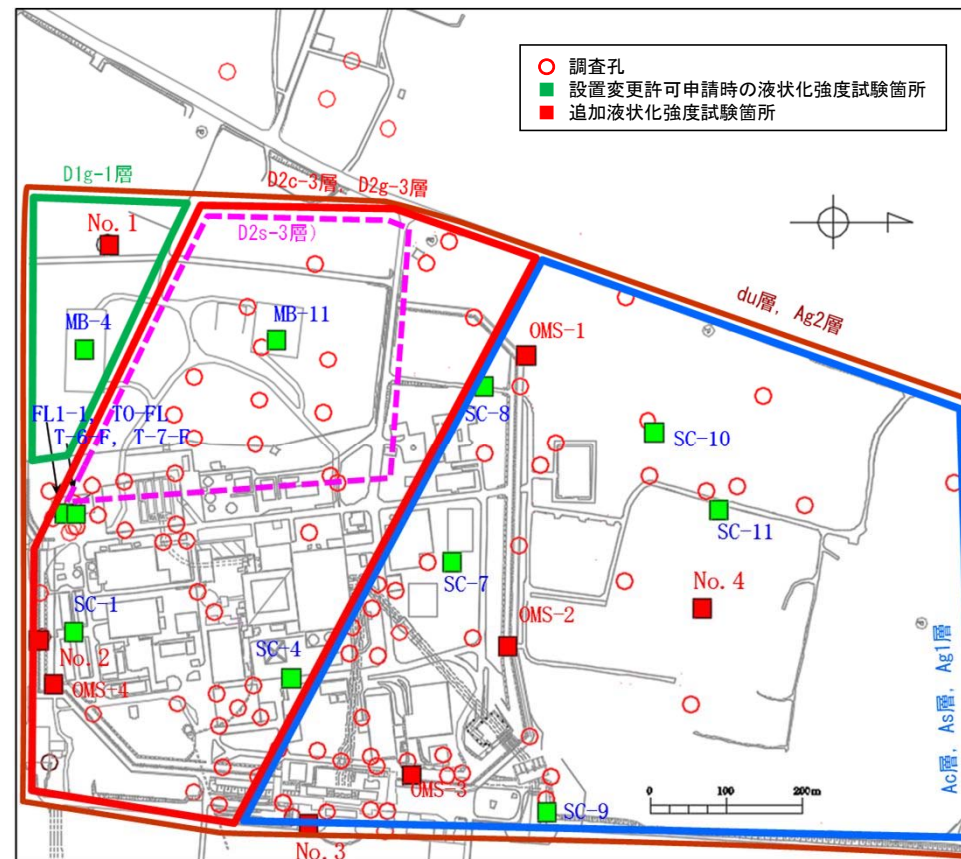 調査孔
設置変更許可申請時の液状化強度試験箇所
追加液状化強度試験箇所
D1g-1層
D2c-3層、D2g-3層
No. 1
D2s-3層)
du層, Ag2層
MB-4
MB-11
OMS-1
FL1-1, TO-FL
T-6-F, T-7-F
SC-8
SC-10
SC-11
SC-7
No. 4
SC-1
OMS-2
No. 2
SC-4
OMS-4
Ac層, As層, Ag1層
OMS-3
0 100 200m
SC-9
No. 3